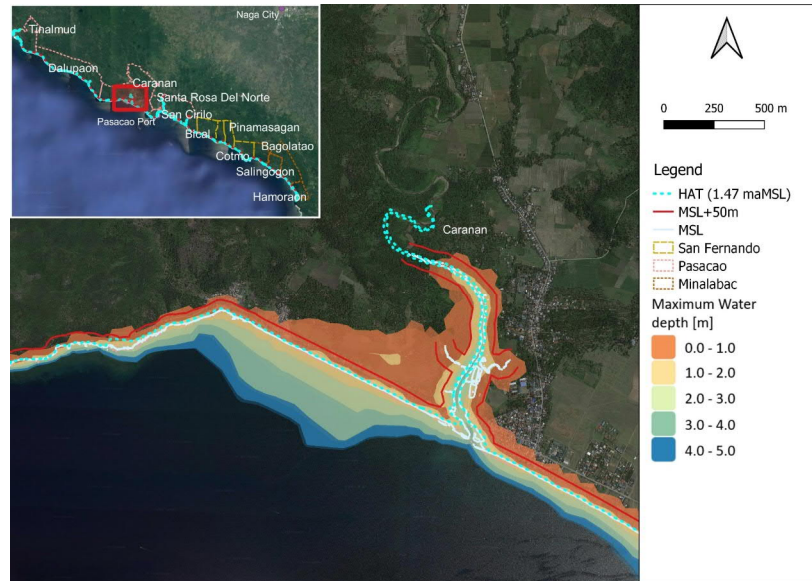 Naga City
Tinalmud
Dalupaon
Caranan
Santa Rosa Del Norte
Pasacao Port
San Cirilo
Bical
Pinamasagan
Cotmo
Bagolatao
Salingogon
Hamoraon
Caranan
0 250 500 m
Legend
HAT (1.47 maMSL)
MSL+50m
MSL
San Fernando
Pasacao
Minalabac
Maximum Water
depth [m]
0.0 - 1.0
1.0 - 2.0
2.0 - 3.0
3.0 - 4.0
4.0 - 5.0